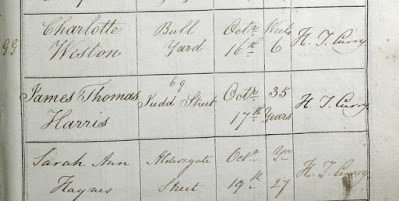 Charlotte Bull Octr Weeks H. T. Curry
Weston Yard 16th 6
69
James Thomas Judd Street Octr 35 H. T. Curry
Harris 17th Years
Sarah Ann Aldersgate Octr H. T. Curry
Haynes Street 19th 27